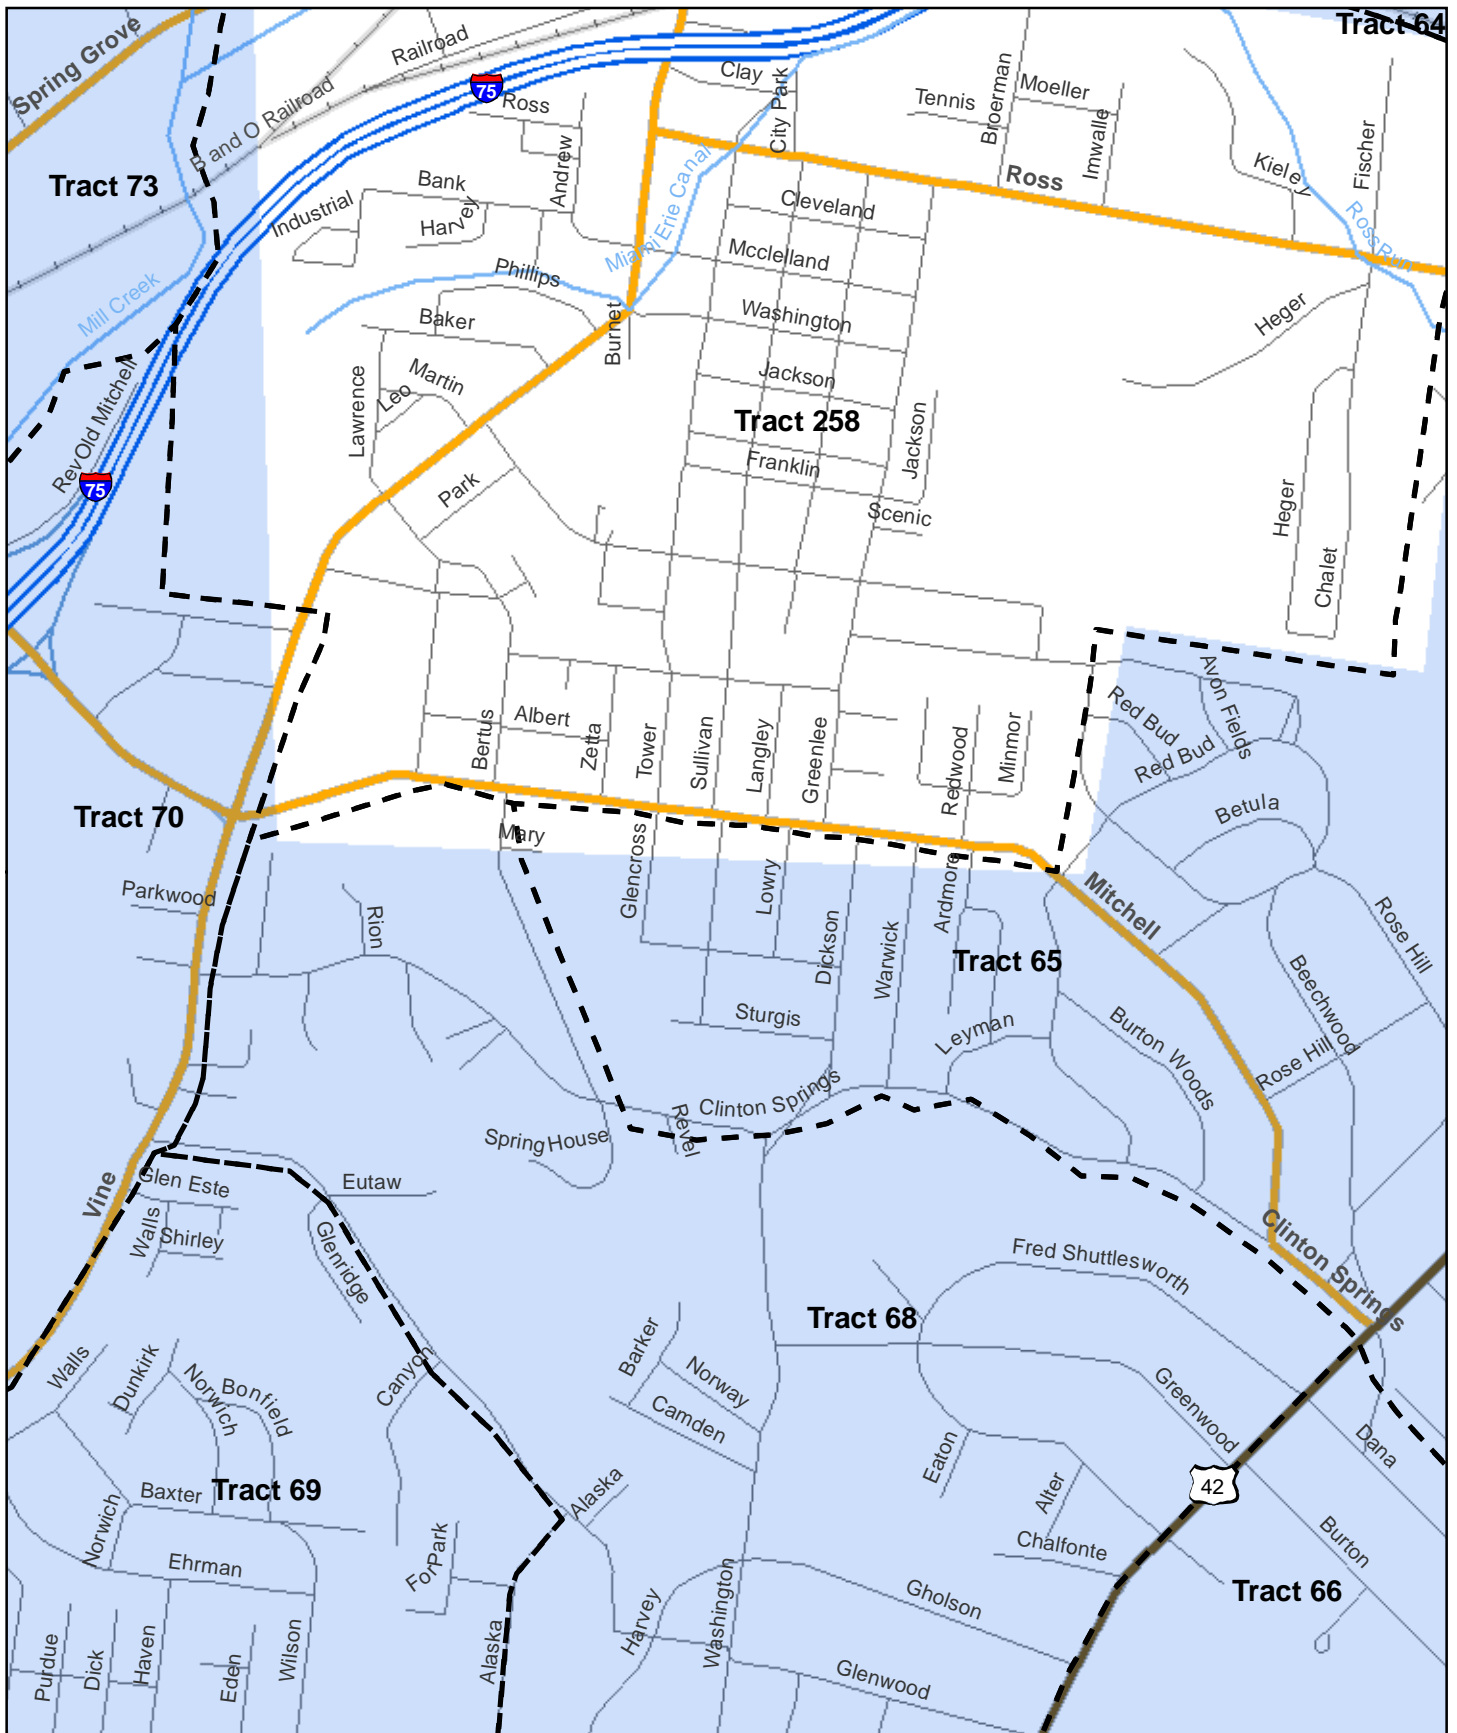 Tract 64
Spring Grove
Railroad
B and O Railroad
75
Ross
Clay
City Park
Tennis
Broerman
Moeller
Imwalle
Kieley
Fischer
Tract 73
Andrew
Bank
Harvey
Industrial
Ross
Cleveland
Miami Erie Canal
Mcclelland
Ross Run
Phillips
Mill Creek
Baker
Burnet
Washington
Heger
Martin
Leo
Lawrence
Jackson
Tract 258
Jackson
Rev Old Mitchell
75
Park
Franklin
Scenic
Heger
Chalet
Avon Fields
Red Bud
Red Bud
Albert
Bertus
Zetta
Tower
Sullivan
Langley
Greenlee
Redwood
Minmor
Betula
Tract 70
Mary
Glencross
Lowry
Ardmore
Mitchell
Parkwood
Rion
Dickson
Warwick
Tract 65
Rose Hill
Beechwood
Sturgis
Leyman
Burton Woods
Rose Hill
Clinton Springs
Revel
Spring House
Vine
Glen Este
Eutaw
Walls
Shirley
Glenridge
Clinton Springs
Fred Shuttlesworth
Tract 68
Barker
Walls
Dunkirk
Norwich
Bonfield
Canyon
Norway
Camden
Greenwood
Dana
Eaton
Alter
42
Tract 69
Baxter
Norwich
Alaska
Chalfonte
Burton
Ehrman
ForPark
Gholson
Tract 66
Harvey
Washington
Glenwood
Purdue
Dick
Haven
Eden
Wilson
Alaska